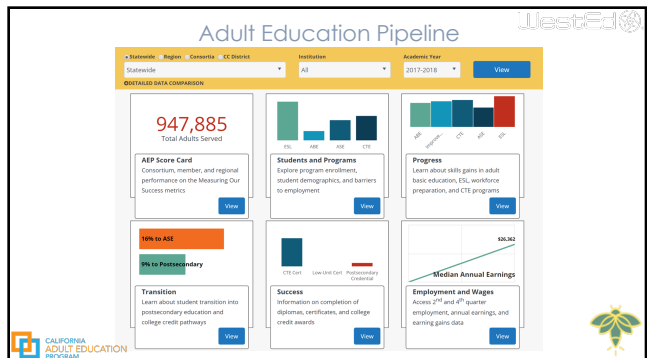 Adult Education Pipeline
WestEd
Statewide Region Consortia CC District
Institution
Academic Year
Statewide
All
2017-2018
View
DETAILED DATA COMPARISON
947,885
Total Adults Served
AEP Score Card
Consortium, member, and regional
performance on the Measuring Our
Success metrics
View
ESL ABE ASE CTE
Students and Programs
Explore program enrollment,
student demographics, and barriers
to employment
View
ABE Improve... CTE ASE ESL
Progress
Learn about skills gains in adult
basic education, ESL, workforce
preparation, and CTE programs
View
16% to ASE
9% to Postsecondary
Transition
Learn about student transition into
postsecondary education and
college credit pathways
View
CTE Cert Low-Unit Cert Postsecondary
Credential
Success
Information on completion of
diplomas, certificates, and college
credit awards
View
$26,362
Median Annual Earnings
Employment and Wages
Access 2nd and 4th quarter
employment, annual earnings, and
earning gains data
View
CALIFORNIA
ADULT EDUCATION
PROGRAM